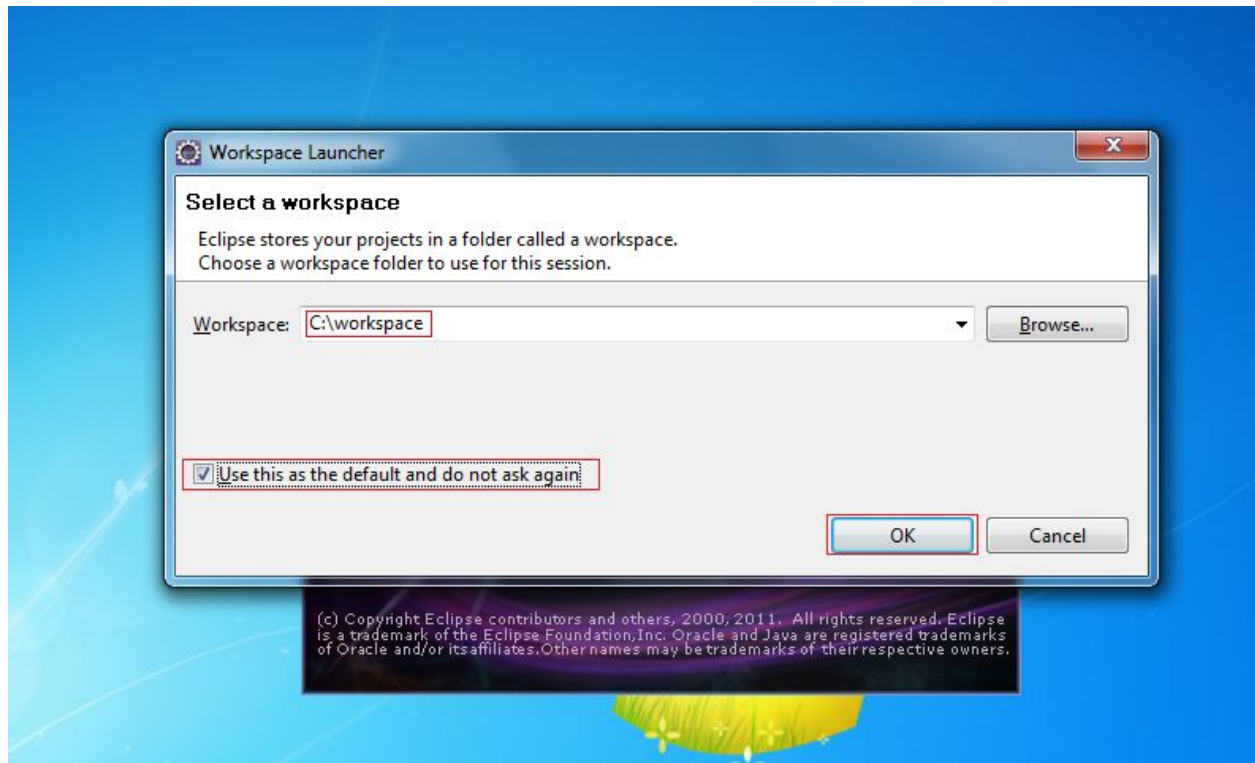 Workspace Launcher
Select a workspace
Eclipse stores your projects in a folder called a workspace.
Choose a workspace folder to use for this session.
Workspace: C:\workspace Browse...
Use this as the default and do not ask again
OK Cancel
(c) Copyright Eclipse contributors and others, 2000, 2011. All rights reserved. Eclipse
is a trademark of the Eclipse Foundation,Inc. Oracle and Java are registered trademarks
of Oracle and/or itsaffiliates.Other names may be trademarks of their respective owners.